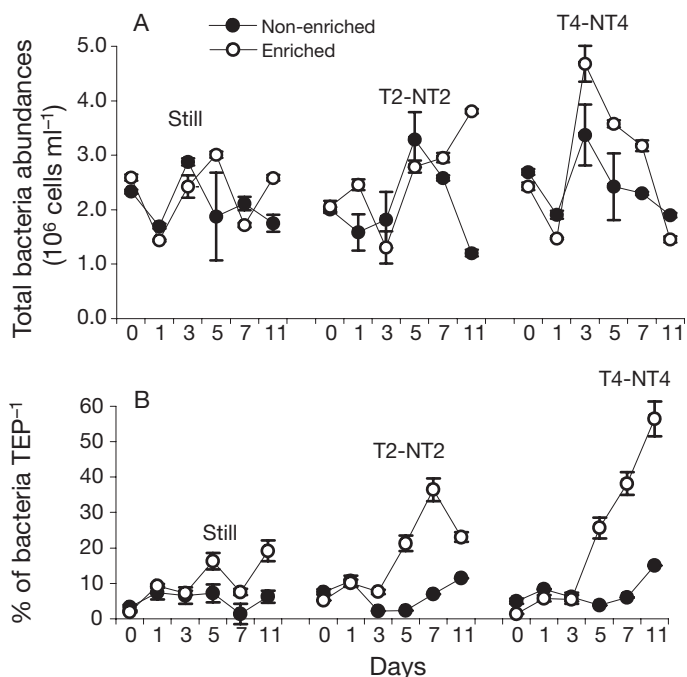 A
Non-enriched
Enriched
Still
T2-NT2
T4-NT4
Total bacteria abundances
(10⁶ cells ml⁻¹)
5.0
4.0
3.0
2.0
1.0
0.0
0 1 3 5 7 11 0 1 3 5 7 11 0 1 3 5 7 11
B
Still
T2-NT2
T4-NT4
% of bacteria TEP⁻¹
60
50
40
30
20
10
0
0 1 3 5 7 11 0 1 3 5 7 11 0 1 3 5 7 11
Days